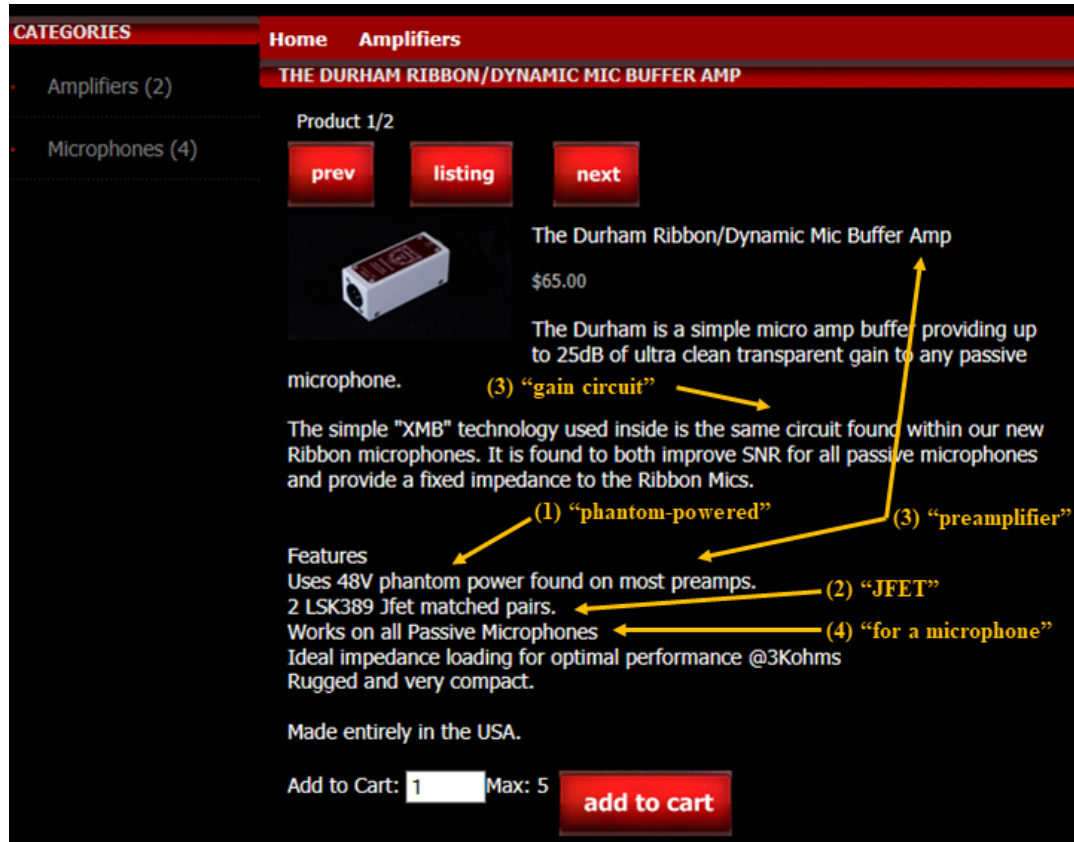 CATEGORIES
Amplifiers (2)
Microphones (4)
Home Amplifiers
THE DURHAM RIBBON/DYNAMIC MIC BUFFER AMP
Product 1/2
prev listing next
The Durham Ribbon/Dynamic Mic Buffer Amp
$65.00
The Durham is a simple micro amp buffer providing up
to 25dB of ultra clean transparent gain to any passive
microphone.
(3) “gain circuit”
The simple "XMB" technology used inside is the same circuit found within our new
Ribbon microphones. It is found to both improve SNR for all passive microphones
and provide a fixed impedance to the Ribbon Mics.
(1) “phantom-powered”
(3) “preamplifier”
Features
Uses 48V phantom power found on most preamps.
(2) “JFET”
2 LSK389 Jfet matched pairs.
Works on all Passive Microphones
(4) “for a microphone”
Ideal impedance loading for optimal performance @3Kohms
Rugged and very compact.
Made entirely in the USA.
Add to Cart: 1 Max: 5 add to cart